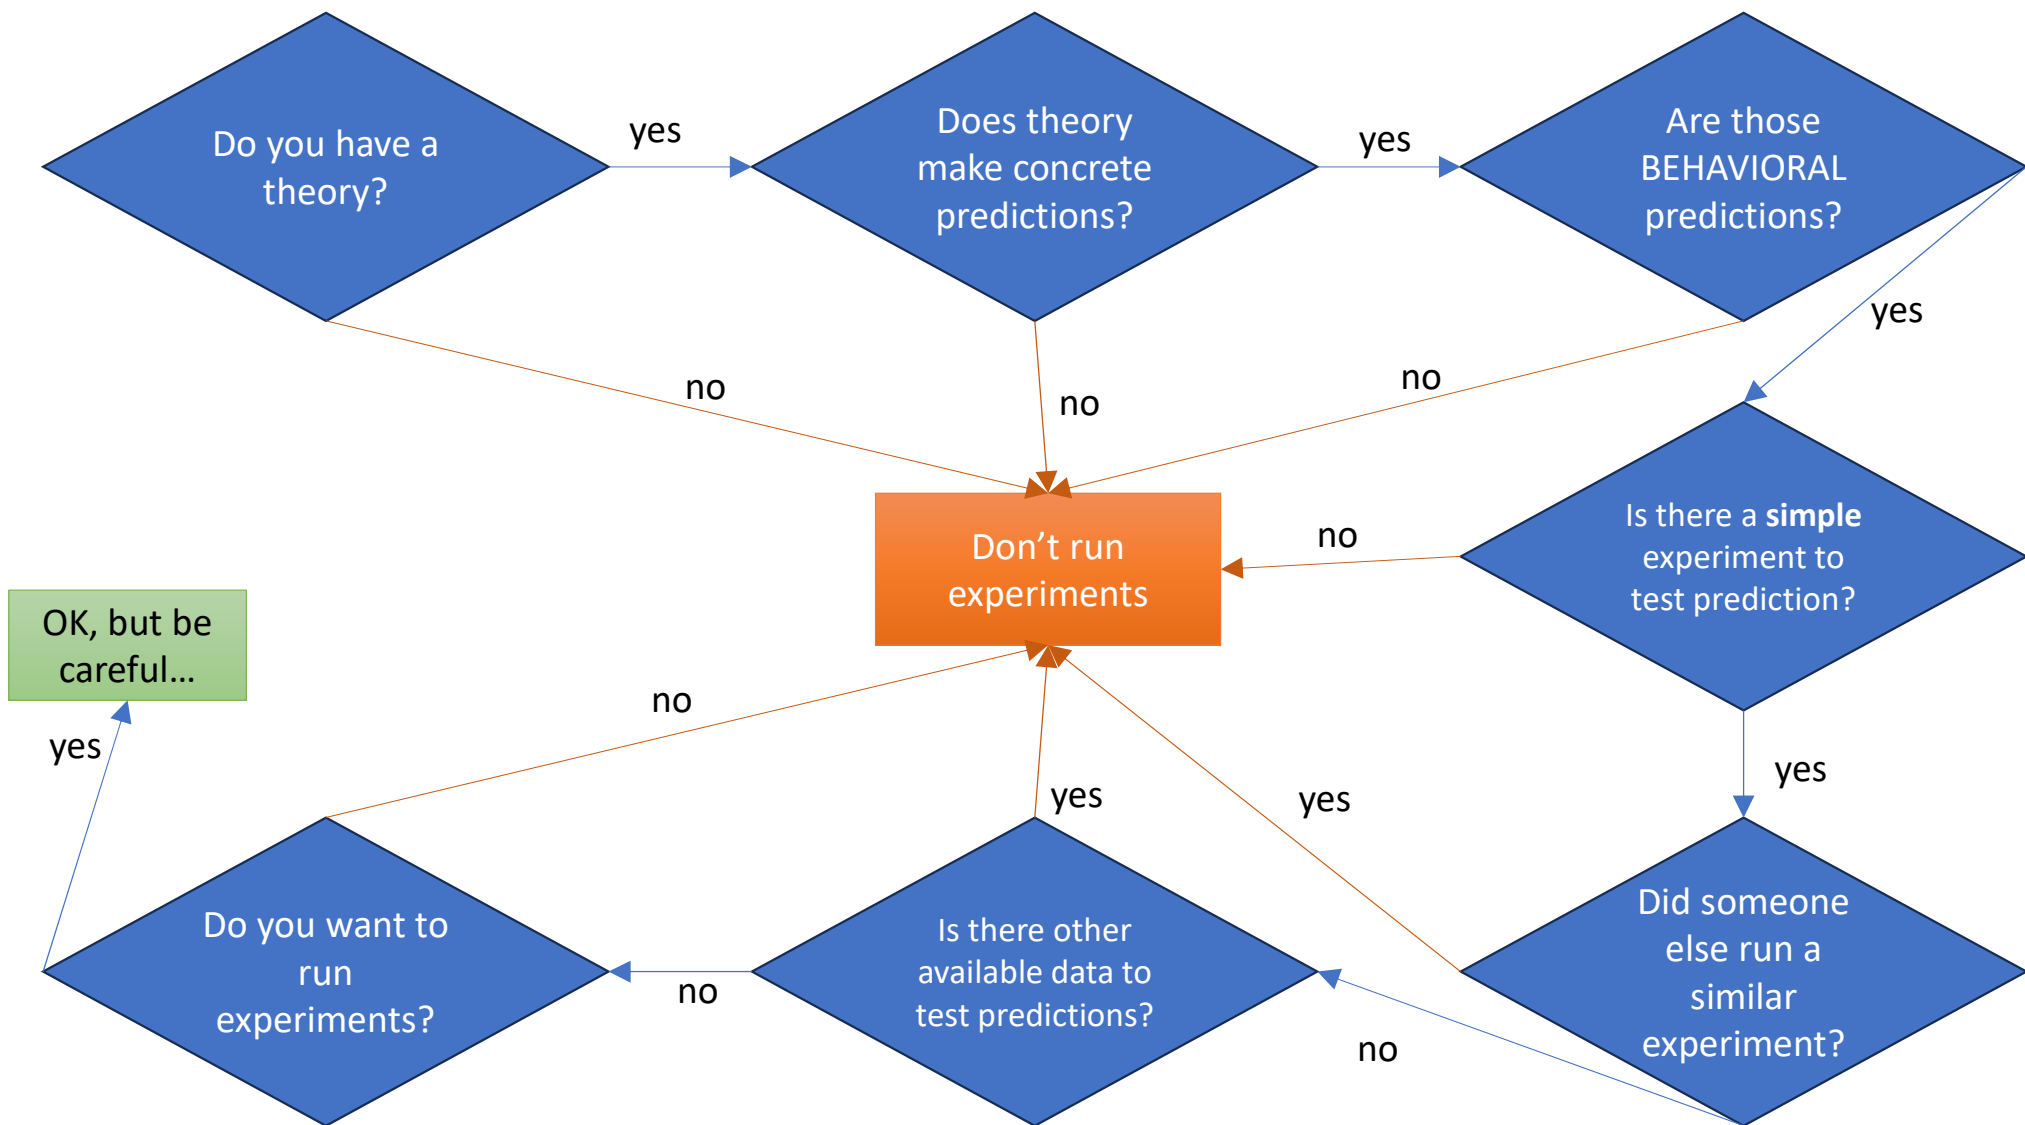 Do you have a
theory?
yes
Does theory
make concrete
predictions?
yes
Are those
BEHAVIORAL
predictions?
yes
no
no
no
Don’t run
experiments
no
Is there a simple
experiment to
test prediction?
OK, but be
careful…
yes
no
yes
yes
yes
Do you want to
run
experiments?
no
Is there other
available data to
test predictions?
no
Did someone
else run a
similar
experiment?